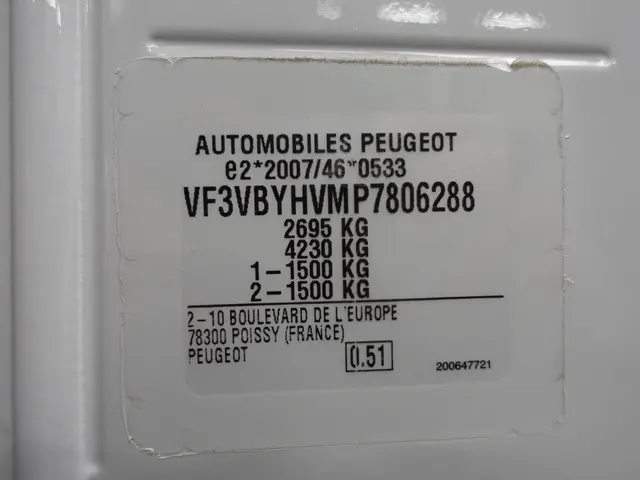 AUTOMOBILES PEUGEOT
e2*2007/46*0533
VF3VBYHVMP7806288
2695 KG
4230 KG
1-1500 KG
2-1500 KG
2-10 BOULEVARD DE L'EUROPE
78300 POISSY (FRANCE)
PEUGEOT
0.51
200647721